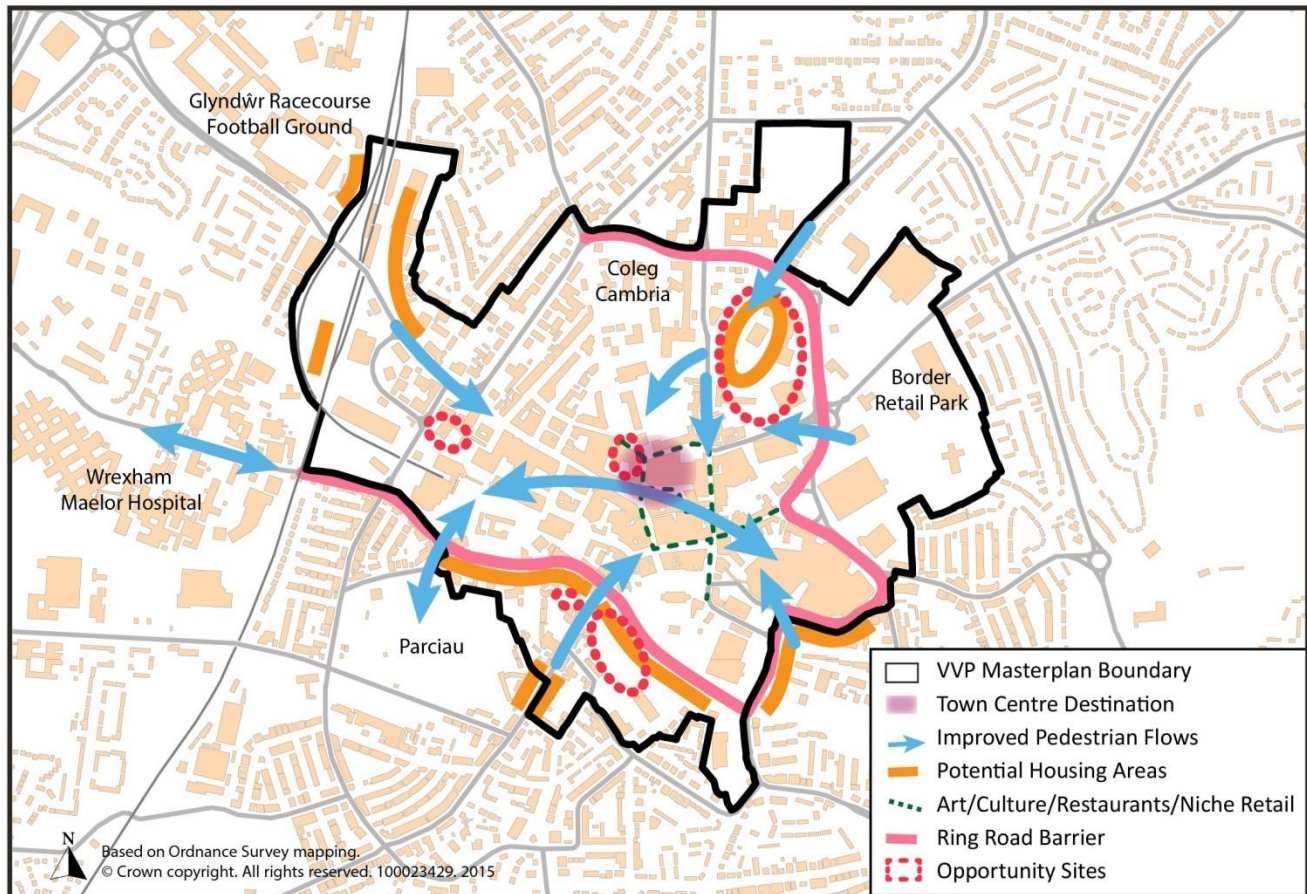 Glyndŵr Racecourse
Football Ground
Coleg
Cambria
Border
Retail Park
Wrexham
Maelor Hospital
Parciau
VVP Masterplan Boundary
Town Centre Destination
Improved Pedestrian Flows
Potential Housing Areas
Art/Culture/Restaurants/Niche Retail
Ring Road Barrier
Opportunity Sites
N
Based on Ordnance Survey mapping.
© Crown copyright. All rights reserved. 100023429. 2015